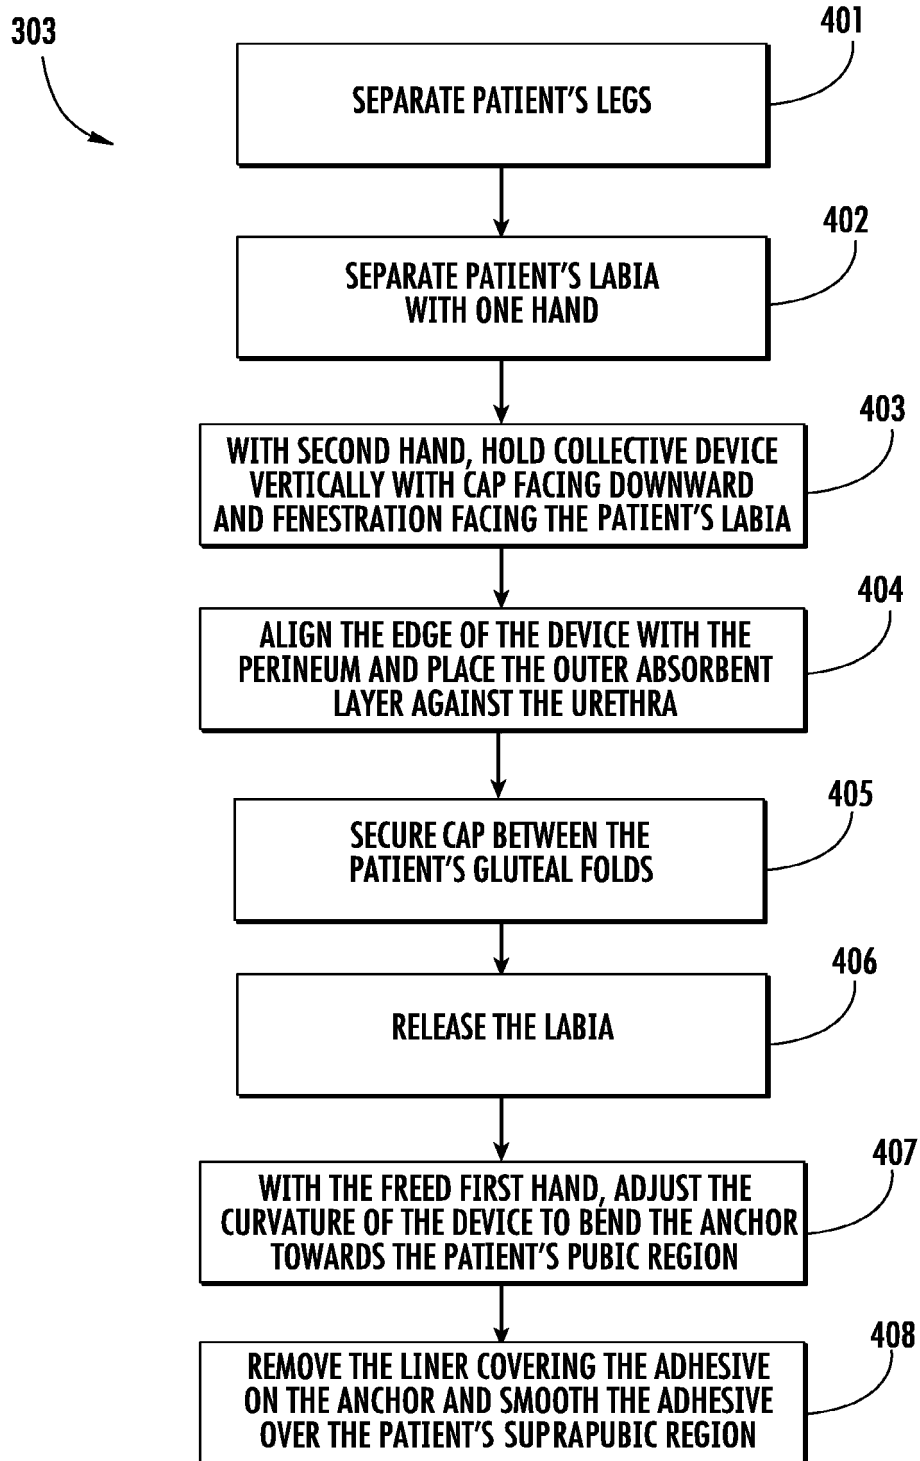 303
401
SEPARATE PATIENT'S LEGS
402
SEPARATE PATIENT'S LABIA
WITH ONE HAND
403
WITH SECOND HAND, HOLD COLLECTIVE DEVICE
VERTICALLY WITH CAP FACING DOWNWARD
AND FENESTRATION FACING THE PATIENT'S LABIA
404
ALIGN THE EDGE OF THE DEVICE WITH THE
PERINEUM AND PLACE THE OUTER ABSORBENT
LAYER AGAINST THE URETHRA
405
SECURE CAP BETWEEN THE
PATIENT'S GLUTEAL FOLDS
406
RELEASE THE LABIA
407
WITH THE FREED FIRST HAND, ADJUST THE
CURVATURE OF THE DEVICE TO BEND THE ANCHOR
TOWARDS THE PATIENT'S PUBIC REGION
408
REMOVE THE LINER COVERING THE ADHESIVE
ON THE ANCHOR AND SMOOTH THE ADHESIVE
OVER THE PATIENT'S SUPRAPUBIC REGION